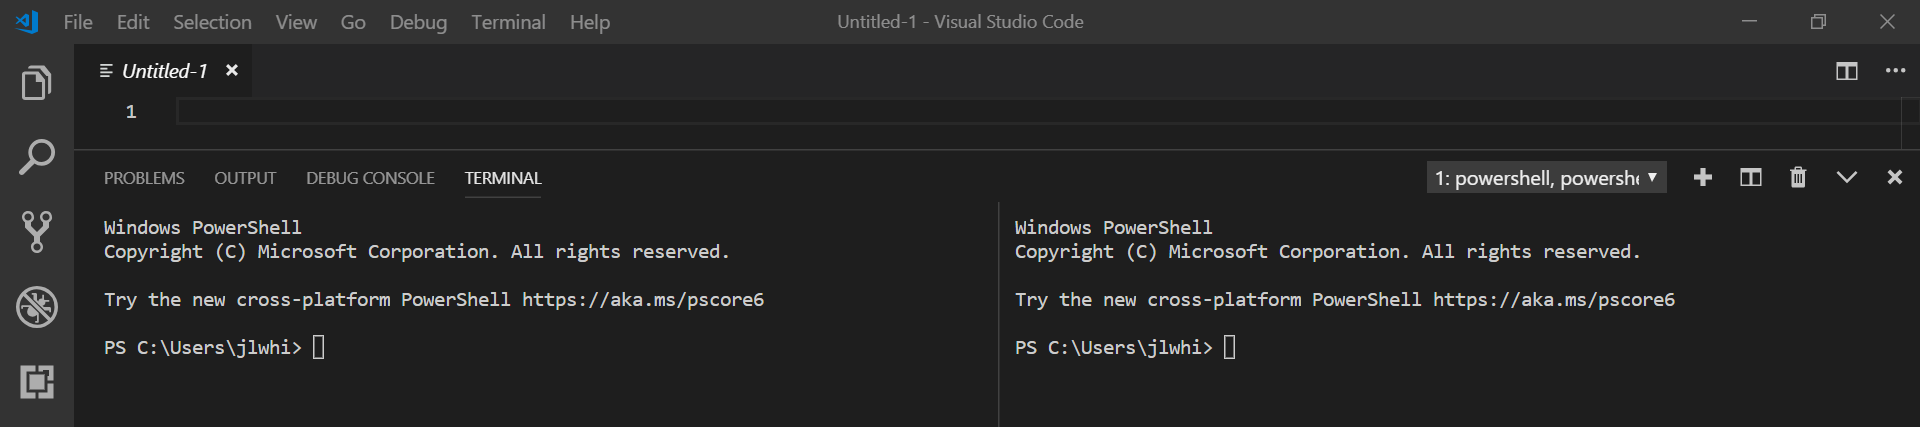 File Edit Selection View Go Debug Terminal Help Untitled-1 - Visual Studio Code
Untitled-1
1
PROBLEMS OUTPUT DEBUG CONSOLE TERMINAL 1: powershell, powershe
Windows PowerShell
Copyright (C) Microsoft Corporation. All rights reserved.
Try the new cross-platform PowerShell https://aka.ms/pscore6
PS C:\Users\jlwhi>
Windows PowerShell
Copyright (C) Microsoft Corporation. All rights reserved.
Try the new cross-platform PowerShell https://aka.ms/pscore6
PS C:\Users\jlwhi>